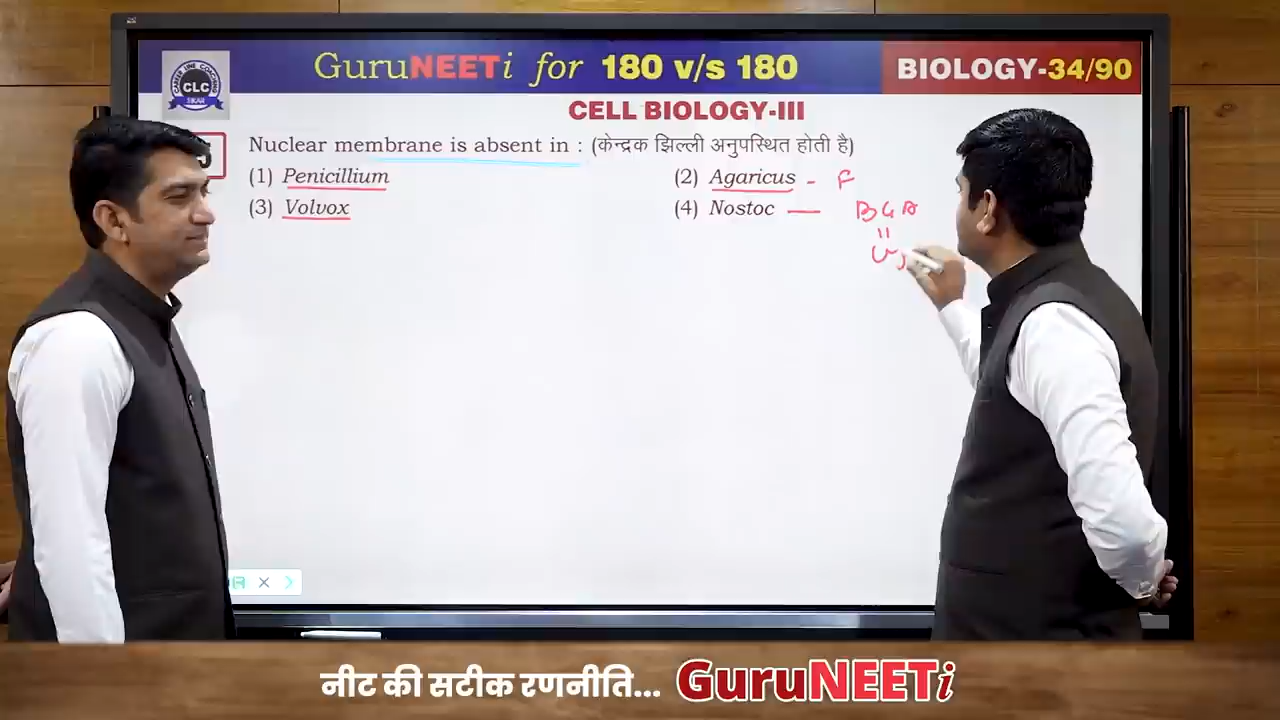 GuruNEETi for 180 v/s 180
BIOLOGY-34/90
CLC
SIKAR
CELL BIOLOGY-III
Nuclear membrane is absent in : (केन्द्रक झिल्ली अनुपस्थित होती है)
(1) Penicillium
(2) Agaricus - F
(3) Volvox
(4) Nostoc — BGA
नीट की सटीक रणनीति... GuruNEETi